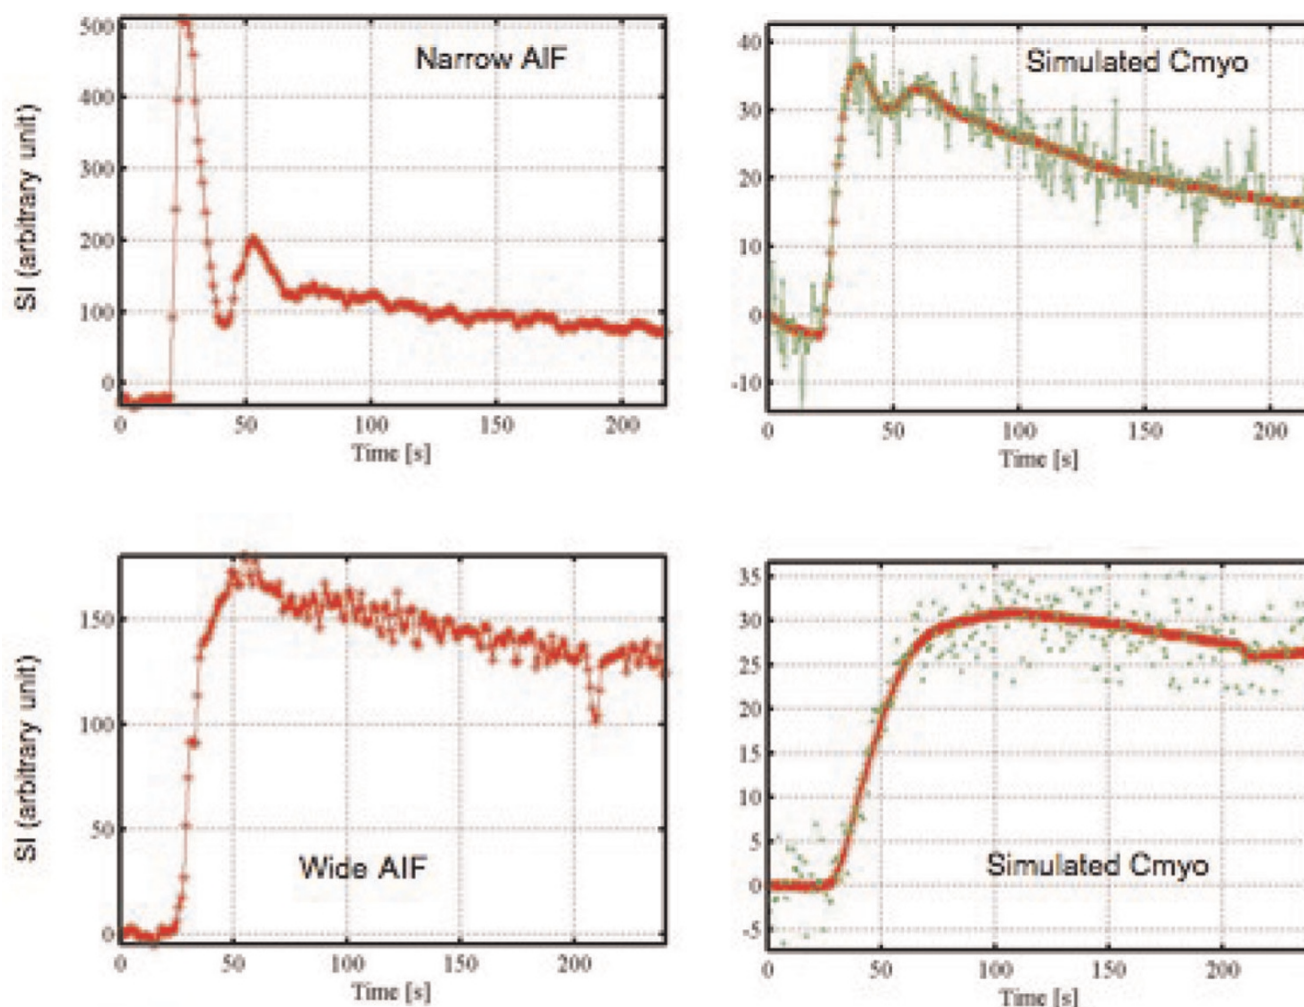 Narrow AIF
SI (arbitrary unit)
500
400
300
200
100
0
0 50 100 150 200
Time [s]
Simulated Cmyo
40
30
20
10
0
-10
0 50 100 150 200
Time [s]
Wide AIF
SI (arbitrary unit)
150
100
50
0
0 50 100 150 200
Time [s]
Simulated Cmyo
35
30
25
20
15
10
5
0
-5
0 50 100 150 200
Time [s]